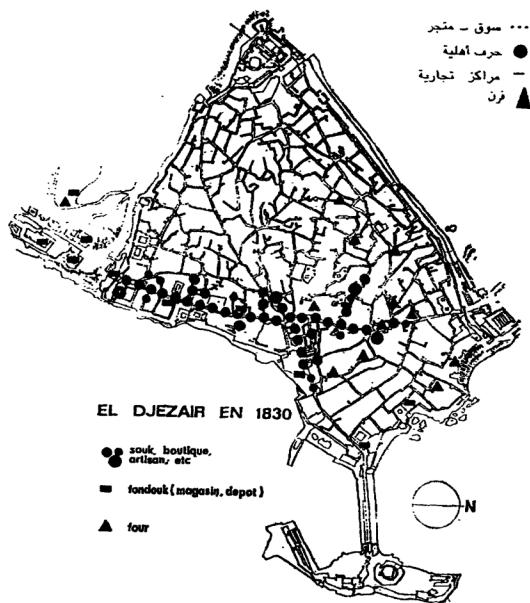 سوق - متجر
حرف أهلية
مراكز تجارية
فرن
EL DJEZAIR EN 1830
souk, boutique,
artisan, etc
fondouk (magasin, depot)
four
N